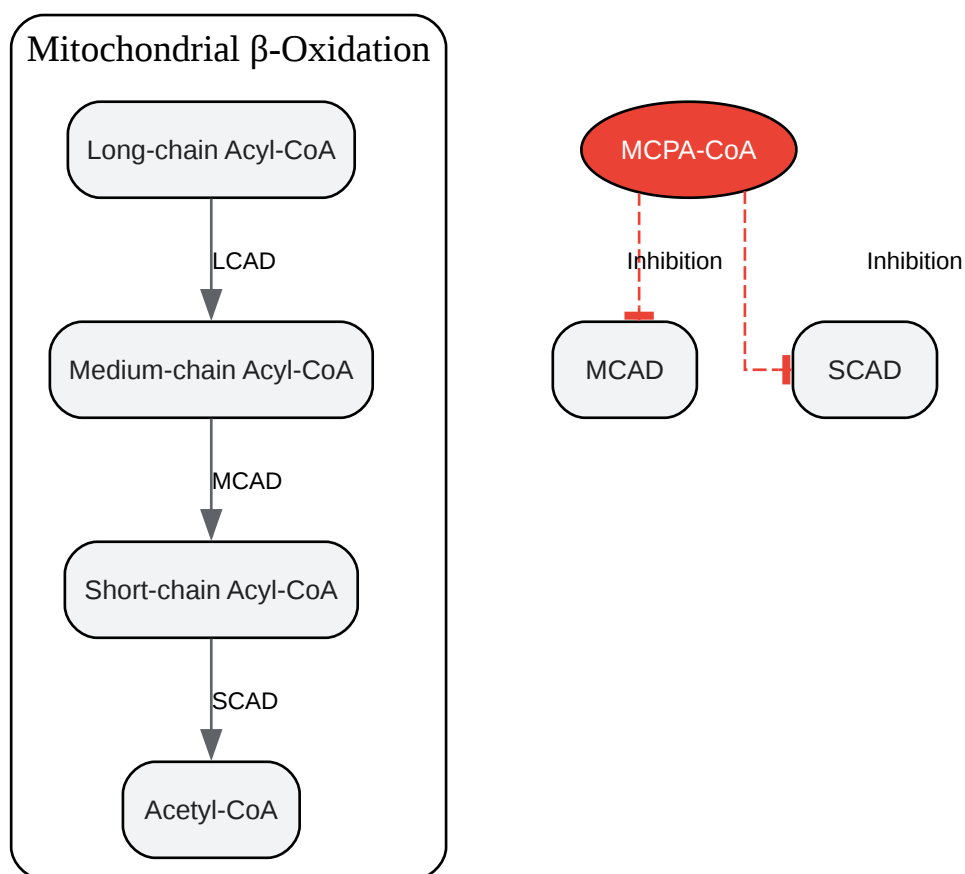 Mitochondrial β-Oxidation
Long-chain Acyl-CoA
LCAD
Medium-chain Acyl-CoA
MCAD
Short-chain Acyl-CoA
SCAD
Acetyl-CoA
MCPA-CoA
Inhibition
Inhibition
MCAD
SCAD